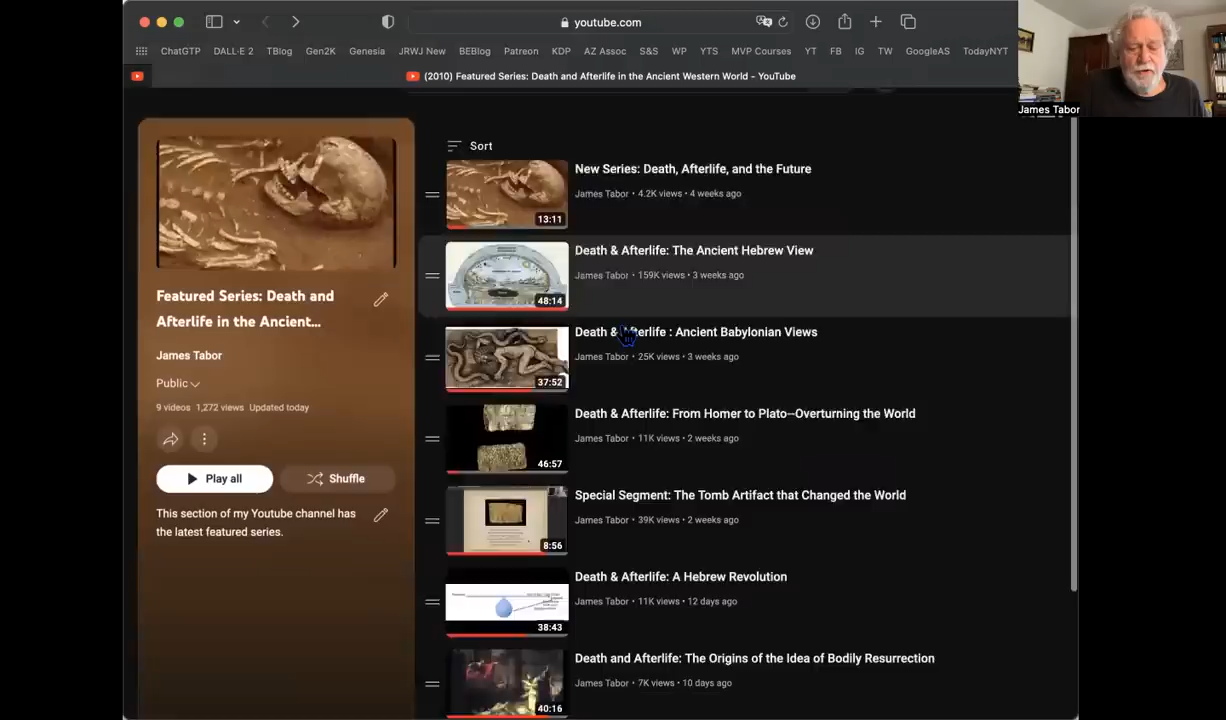 youtube.com
ChatGTP DALL·E 2 TBlog Gen2K Genesia JRWJ New BEBlog Patreon KDP AZ Assoc S&S WP YTS MVP Courses YT FB IG TW GoogleAS TodayNYT
(2010) Featured Series: Death and Afterlife in the Ancient Western World - YouTube
James Tabor
Featured Series: Death and
Afterlife in the Ancient...
James Tabor
Public
9 videos 1,272 views Updated today
Play all
Shuffle
This section of my Youtube channel has
the latest featured series.
Sort
13:11
New Series: Death, Afterlife, and the Future
James Tabor • 4.2K views • 4 weeks ago
48:14
Death & Afterlife: The Ancient Hebrew View
James Tabor • 159K views • 3 weeks ago
37:52
Death & Afterlife : Ancient Babylonian Views
James Tabor • 25K views • 3 weeks ago
46:57
Death & Afterlife: From Homer to Plato--Overturning the World
James Tabor • 11K views • 2 weeks ago
8:56
Special Segment: The Tomb Artifact that Changed the World
James Tabor • 39K views • 2 weeks ago
38:43
Death & Afterlife: A Hebrew Revolution
James Tabor • 11K views • 12 days ago
40:16
Death and Afterlife: The Origins of the Idea of Bodily Resurrection
James Tabor • 7K views • 10 days ago